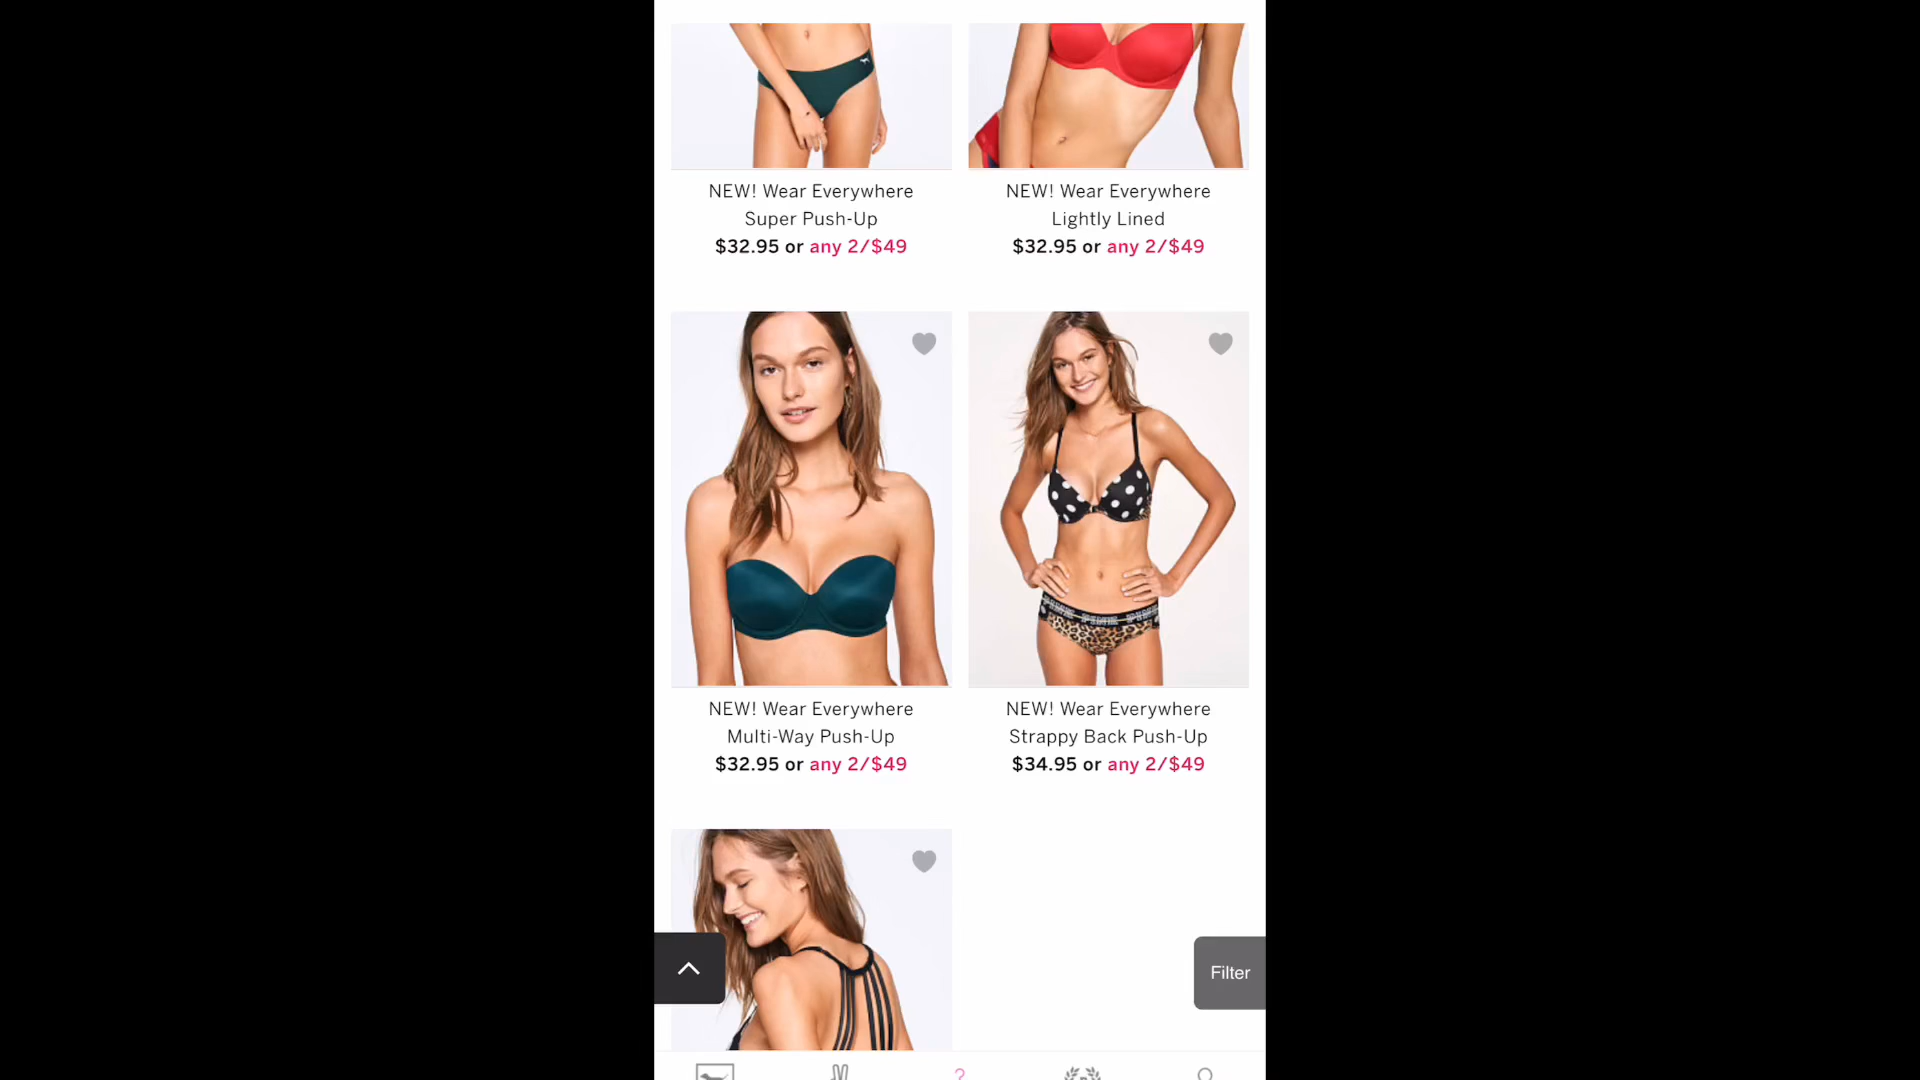 NEW! Wear Everywhere
Super Push-Up
$32.95 or any 2/$49
NEW! Wear Everywhere
Lightly Lined
$32.95 or any 2/$49
PINK
NEW! Wear Everywhere
Multi-Way Push-Up
$32.95 or any 2/$49
NEW! Wear Everywhere
Strappy Back Push-Up
$34.95 or any 2/$49
Filter
?